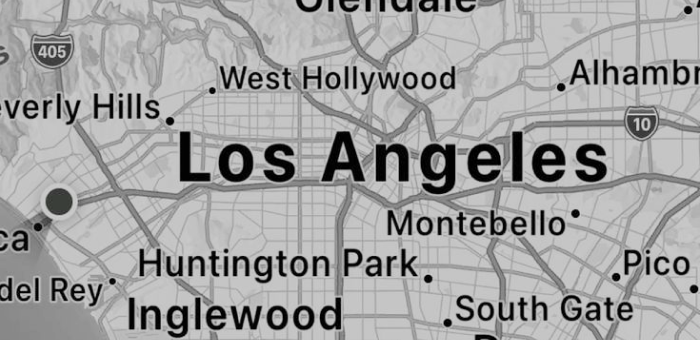 Glendale
405
West Hollywood
Alhambr
everly Hills
10
Los Angeles
Montebello
ca
Huntington Park
Pico
del Rey
Inglewood
South Gate